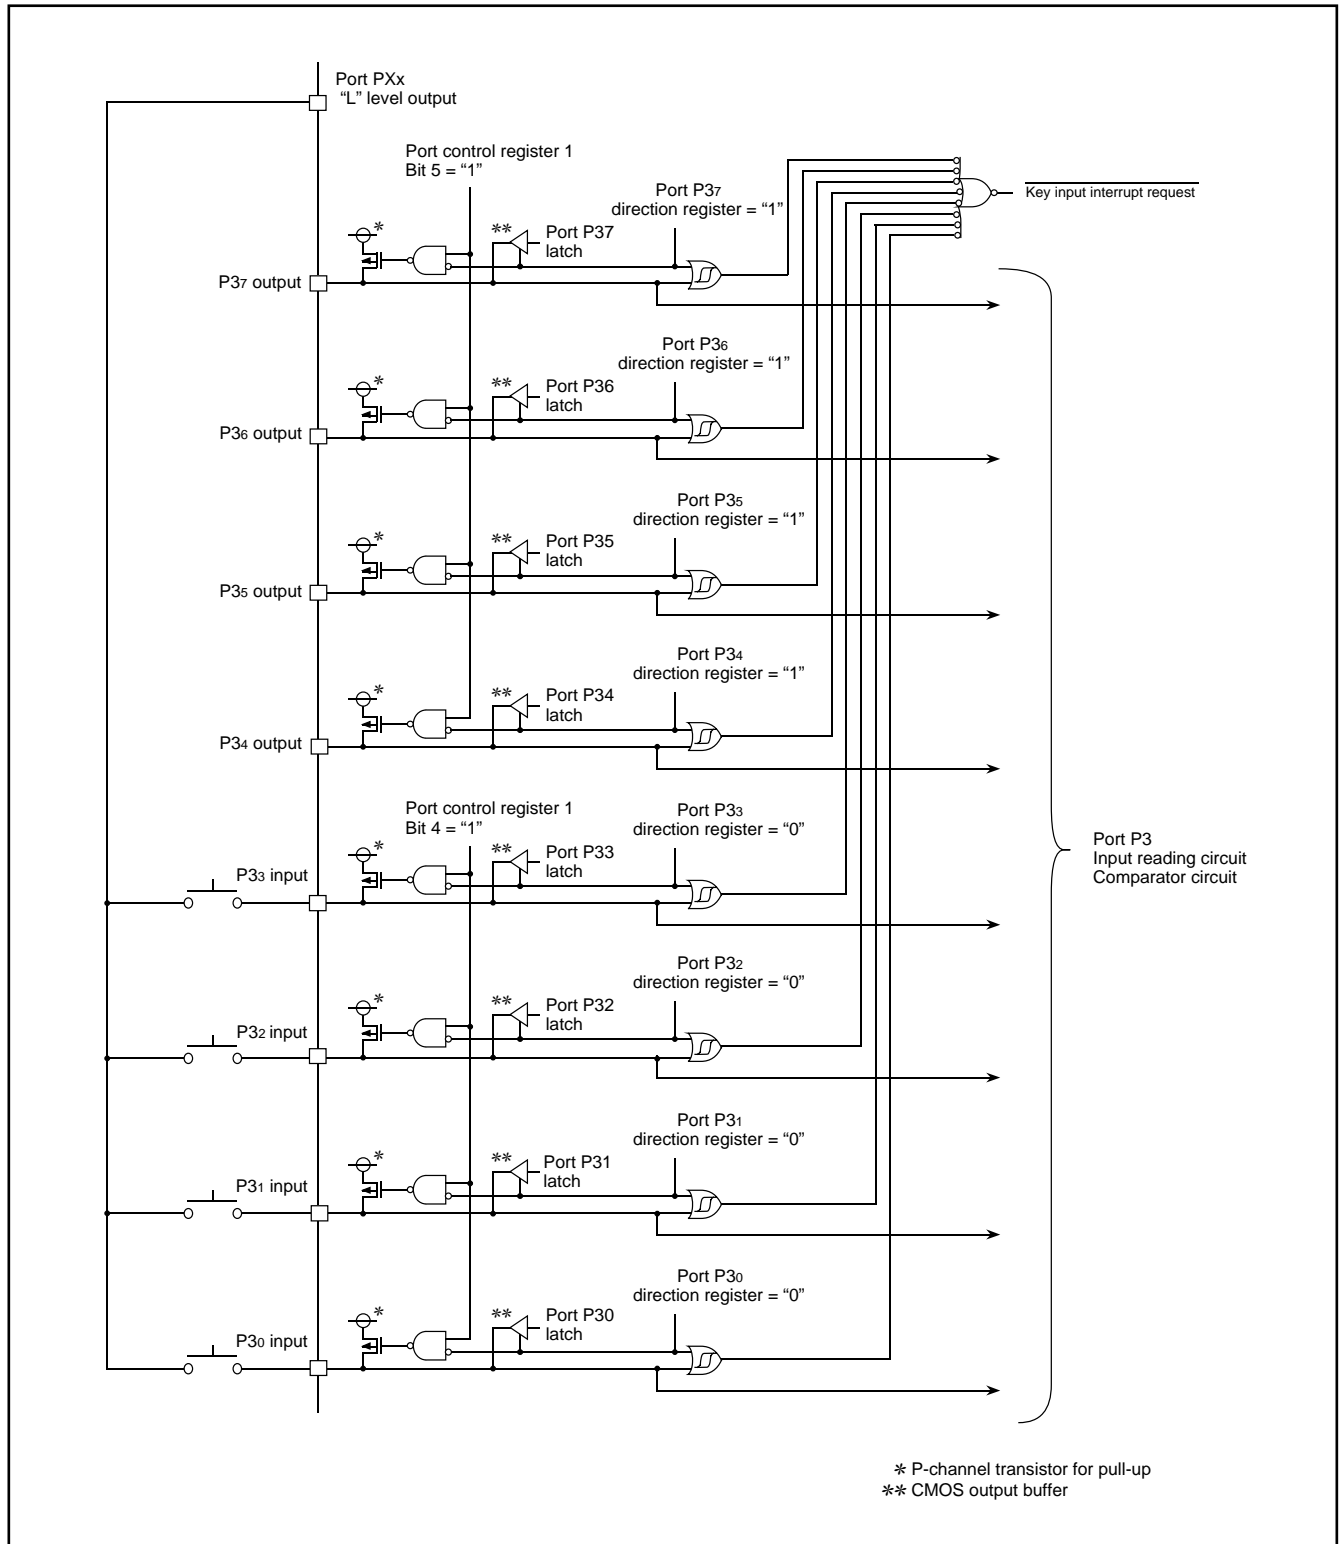 Port PXx
“L” level output
Port control register 1
Bit 5 = “1”
Port P37
direction register = “1”
Key input interrupt request
*
**
Port P37
latch
P37 output
Port P36
direction register = “1”
*
**
Port P36
latch
P36 output
Port P35
direction register = “1”
*
**
Port P35
latch
P35 output
Port P34
direction register = “1”
*
**
Port P34
latch
P34 output
Port control register 1
Bit 4 = “1”
Port P33
direction register = “0”
Port P3
Input reading circuit
Comparator circuit
*
**
Port P33
latch
P33 input
Port P32
direction register = “0”
*
**
Port P32
latch
P32 input
Port P31
direction register = “0”
*
**
Port P31
latch
P31 input
Port P30
direction register = “0”
*
**
Port P30
latch
P30 input
* P-channel transistor for pull-up
** CMOS output buffer